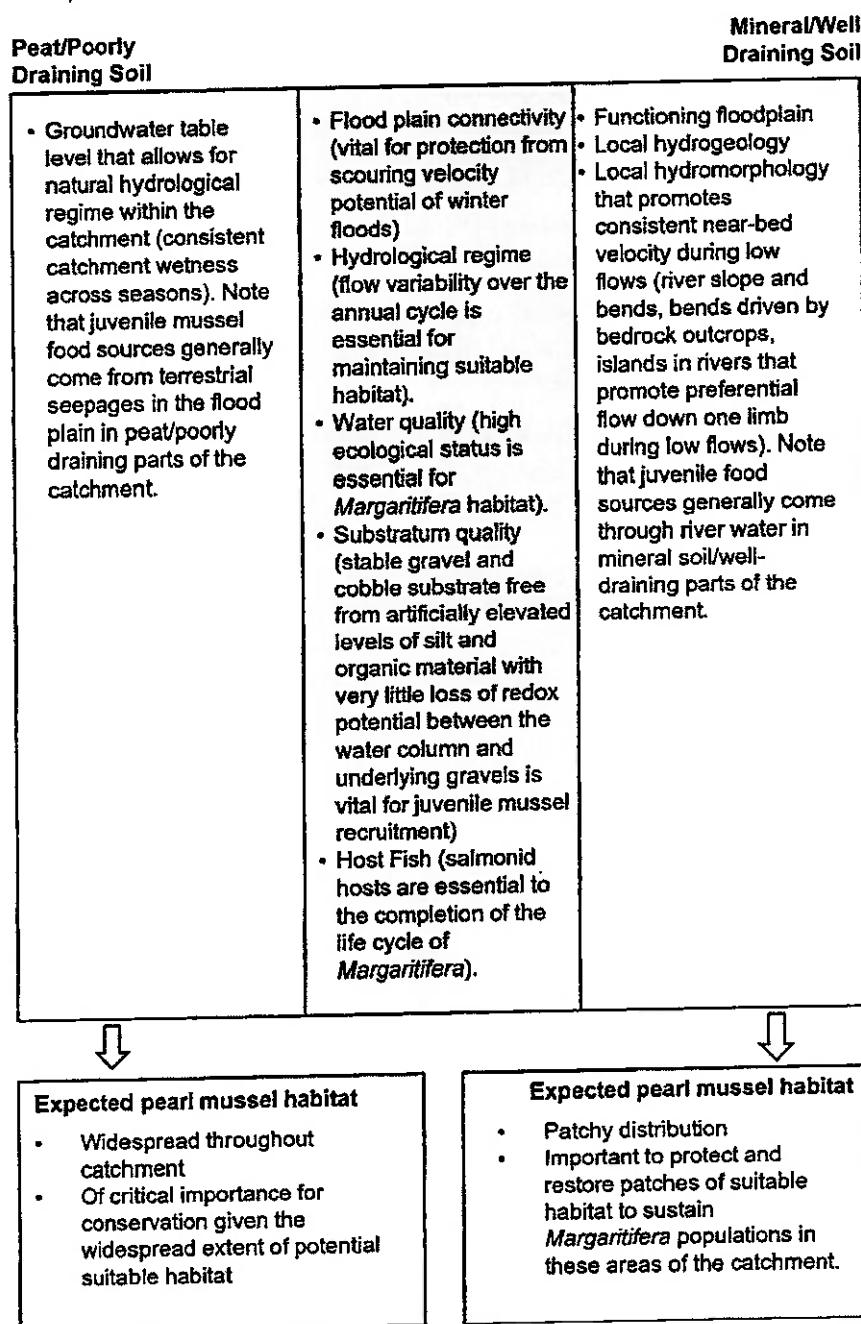 Peat/Poorly
Draining Soil
Mineral/Well
Draining Soil
• Groundwater table
level that allows for
natural hydrological
regime within the
catchment (consistent
catchment wetness
across seasons). Note
that juvenile mussel
food sources generally
come from terrestrial
seepages in the flood
plain in peat/poorly
draining parts of the
catchment.
• Flood plain connectivity
(vital for protection from
scouring velocity
potential of winter
floods)
• Hydrological regime
(flow variability over the
annual cycle is
essential for
maintaining suitable
habitat).
• Water quality (high
ecological status is
essential for
Margaritifera habitat).
• Substratum quality
(stable gravel and
cobble substrate free
from artificially elevated
levels of silt and
organic material with
very little loss of redox
potential between the
water column and
underlying gravels is
vital for juvenile mussel
recruitment)
• Host Fish (salmonid
hosts are essential to
the completion of the
life cycle of
Margaritifera).
• Functioning floodplain
• Local hydrogeology
• Local hydromorphology
that promotes
consistent near-bed
velocity during low
flows (river slope and
bends, bends driven by
bedrock outcrops,
islands in rivers that
promote preferential
flow down one limb
during low flows). Note
that juvenile food
sources generally come
through river water in
mineral soil/well-
draining parts of the
catchment.
Expected pearl mussel habitat
• Widespread throughout
catchment
• Of critical importance for
conservation given the
widespread extent of potential
suitable habitat
Expected pearl mussel habitat
• Patchy distribution
• Important to protect and
restore patches of suitable
habitat to sustain
Margaritifera populations in
these areas of the catchment.